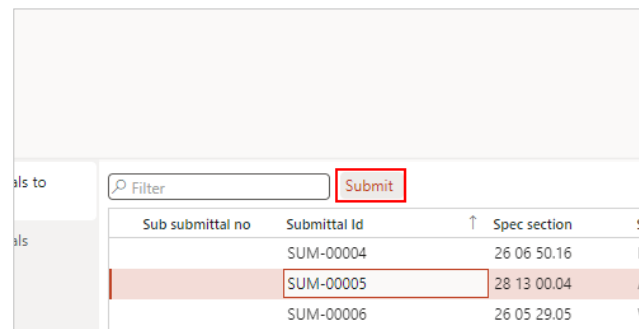 als to
Filter Submit
als
Sub submittal no Submittal Id ↑ Spec section
SUM-00004 26 06 50.16
SUM-00005 28 13 00.04
SUM-00006 26 05 29.05